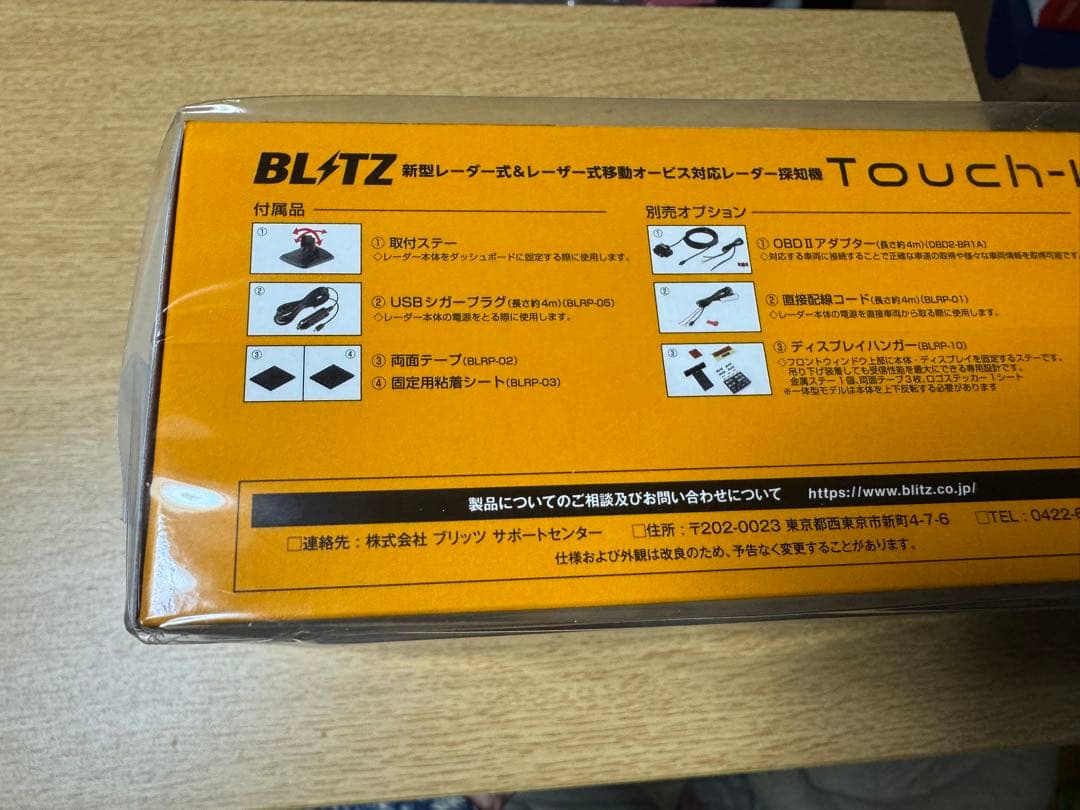 BLITZ 新型レーダー式&レーザー式移動オービス対応レーダー探知機 Touch-
付属品
①
① 取付ステー
◇レーダー本体をダッシュボードに固定する際に使用します。
②
② USBシガープラグ(長さ約4m)(BLRP-05)
◇レーダー本体の電源をとる際に使用します。
③ ④
③ 両面テープ(BLRP-02)
④ 固定用粘着シート(BLRP-03)
別売オプション
①
① OBDⅡアダプター(長さ約4m)(OBD2-BR1A)
◇対応する車両に接続することで正確な車速の取得や様々な車両情報を取得可能です
②
② 直接配線コード(長さ約4m)(BLRP-01)
◇レーダー本体の電源を直接車両から取る際に使用します。
③
③ ディスプレイハンガー(BLRP-10)
◇フロントウィンドウ上部に本体・ディスプレイを固定するステーです。
吊り下げ装着しても受信性能を最大にできる専用設計です。
金属ステー1個、両面テープ3枚、ロゴステッカー1シート
※一体型モデルは本体を上下反転する必要があります
製品についてのご相談及びお問い合わせについて https://www.blitz.co.jp/
□連絡先：株式会社 ブリッツ サポートセンター □住所：〒202-0023 東京都西東京市新町4-7-6 □TEL：0422-6
仕様および外観は改良のため、予告なく変更することがあります。